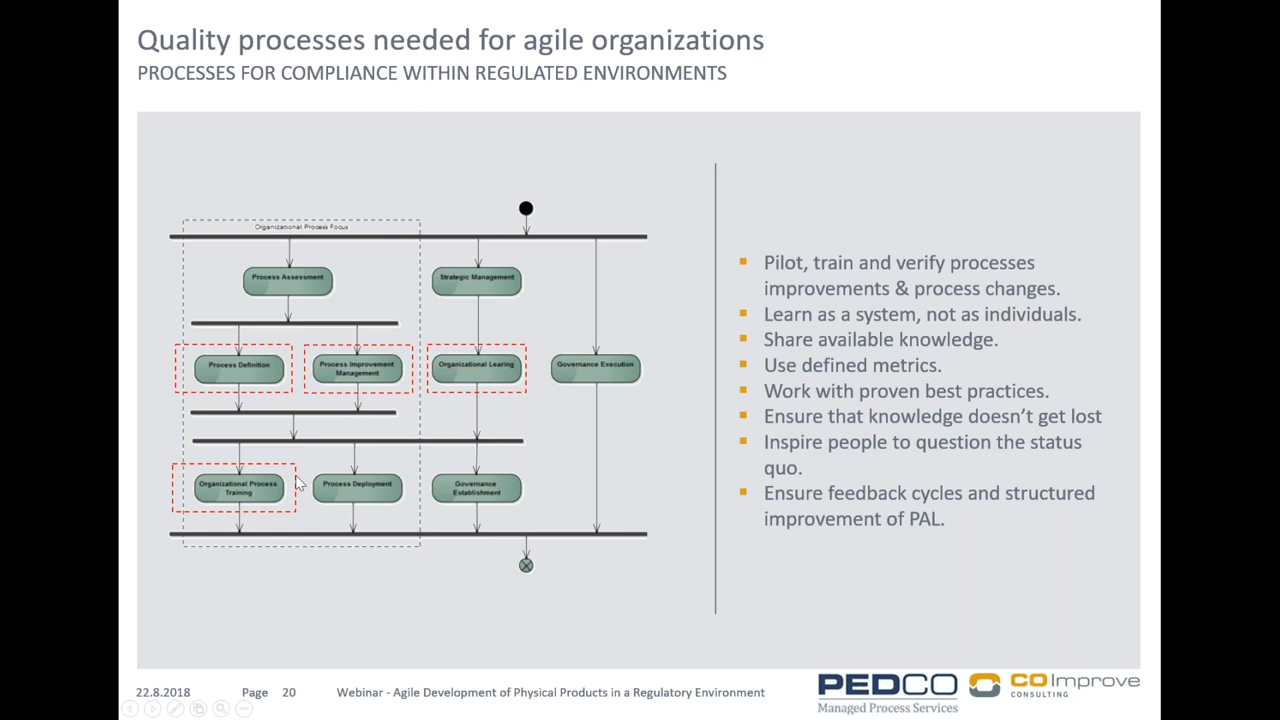 Quality processes needed for agile organizations
PROCESSES FOR COMPLIANCE WITHIN REGULATED ENVIRONMENTS
Organizational Process Focus
Process Assessment
Strategic Management
Process Definition
Process Improvement
Management
Organizational Learing
Governance Execution
Organizational Process
Training
Process Deployment
Governance
Establishment
Pilot, train and verify processes
improvements & process changes.
Learn as a system, not as individuals.
Share available knowledge.
Use defined metrics.
Work with proven best practices.
Ensure that knowledge doesn’t get lost
Inspire people to question the status
quo.
Ensure feedback cycles and structured
improvement of PAL.
22.8.2018 Page 20 Webinar - Agile Development of Physical Products in a Regulatory Environment
PEDCO
Managed Process Services
COImprove
CONSULTING